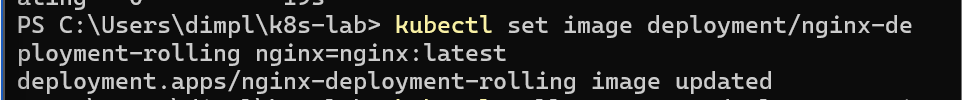 PS C:\Users\dimpl\k8s-lab> kubectl set image deployment/nginx-de
ployment-rolling nginx=nginx:latest
deployment.apps/nginx-deployment-rolling image updated